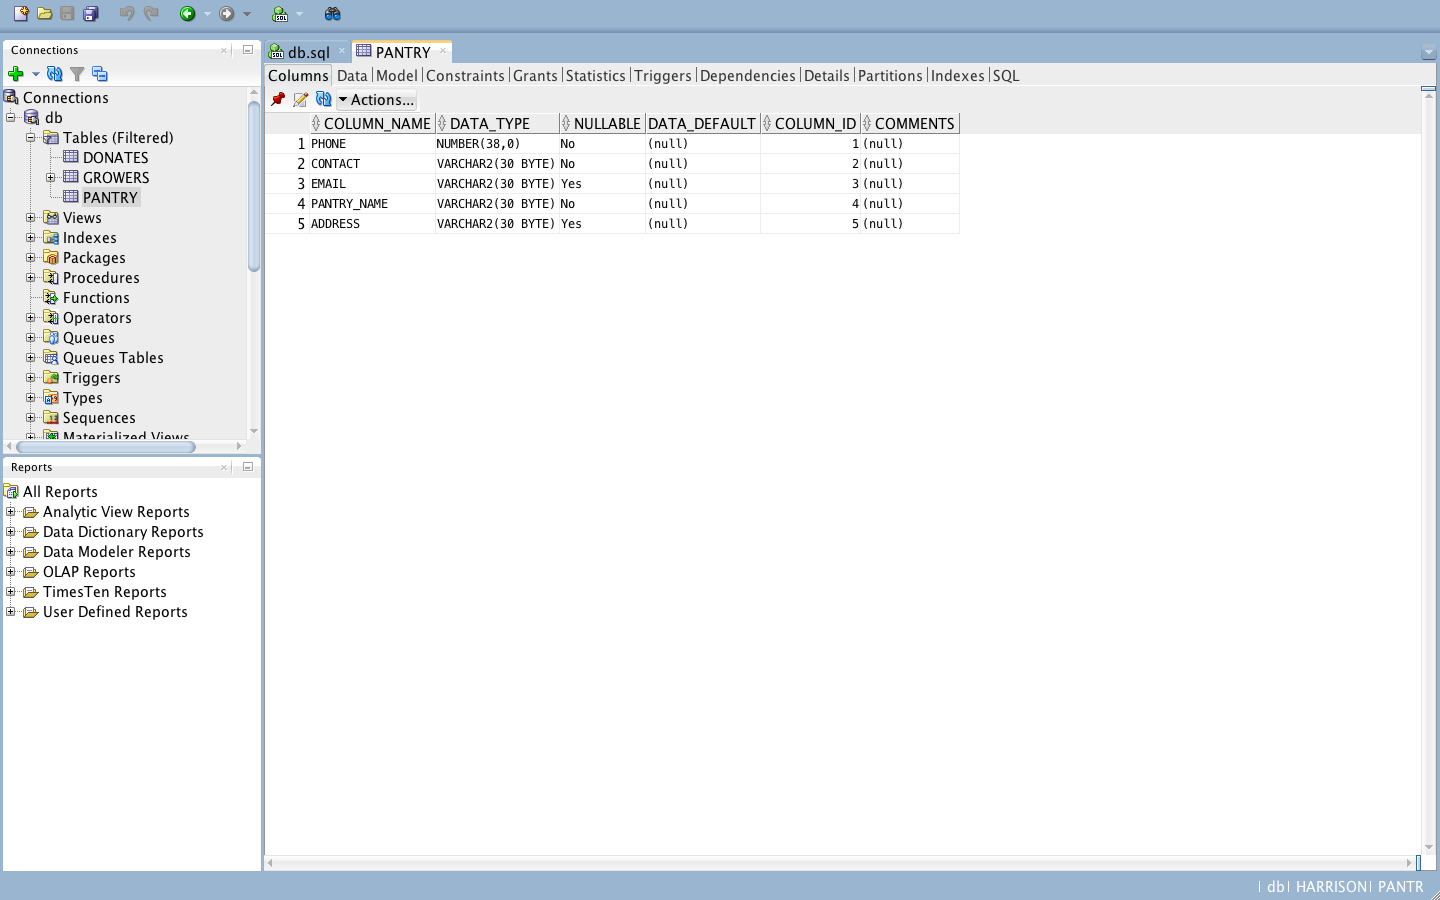 Connections
db.sql
PANTRY
Columns Data Model Constraints Grants Statistics Triggers Dependencies Details Partitions Indexes SQL
Actions...
COLUMN_NAME DATA_TYPE NULLABLE DATA_DEFAULT COLUMN_ID COMMENTS
1 PHONE NUMBER(38,0) No (null) 1 (null)
2 CONTACT VARCHAR2(30 BYTE) No (null) 2 (null)
3 EMAIL VARCHAR2(30 BYTE) Yes (null) 3 (null)
4 PANTRY_NAME VARCHAR2(30 BYTE) No (null) 4 (null)
5 ADDRESS VARCHAR2(30 BYTE) Yes (null) 5 (null)
Connections
db
Tables (Filtered)
DONATES
GROWERS
PANTRY
Views
Indexes
Packages
Procedures
Functions
Operators
Queues
Queues Tables
Triggers
Types
Sequences
Materialized Views
Reports
All Reports
Analytic View Reports
Data Dictionary Reports
Data Modeler Reports
OLAP Reports
TimesTen Reports
User Defined Reports
| db| HARRISON| PANTR